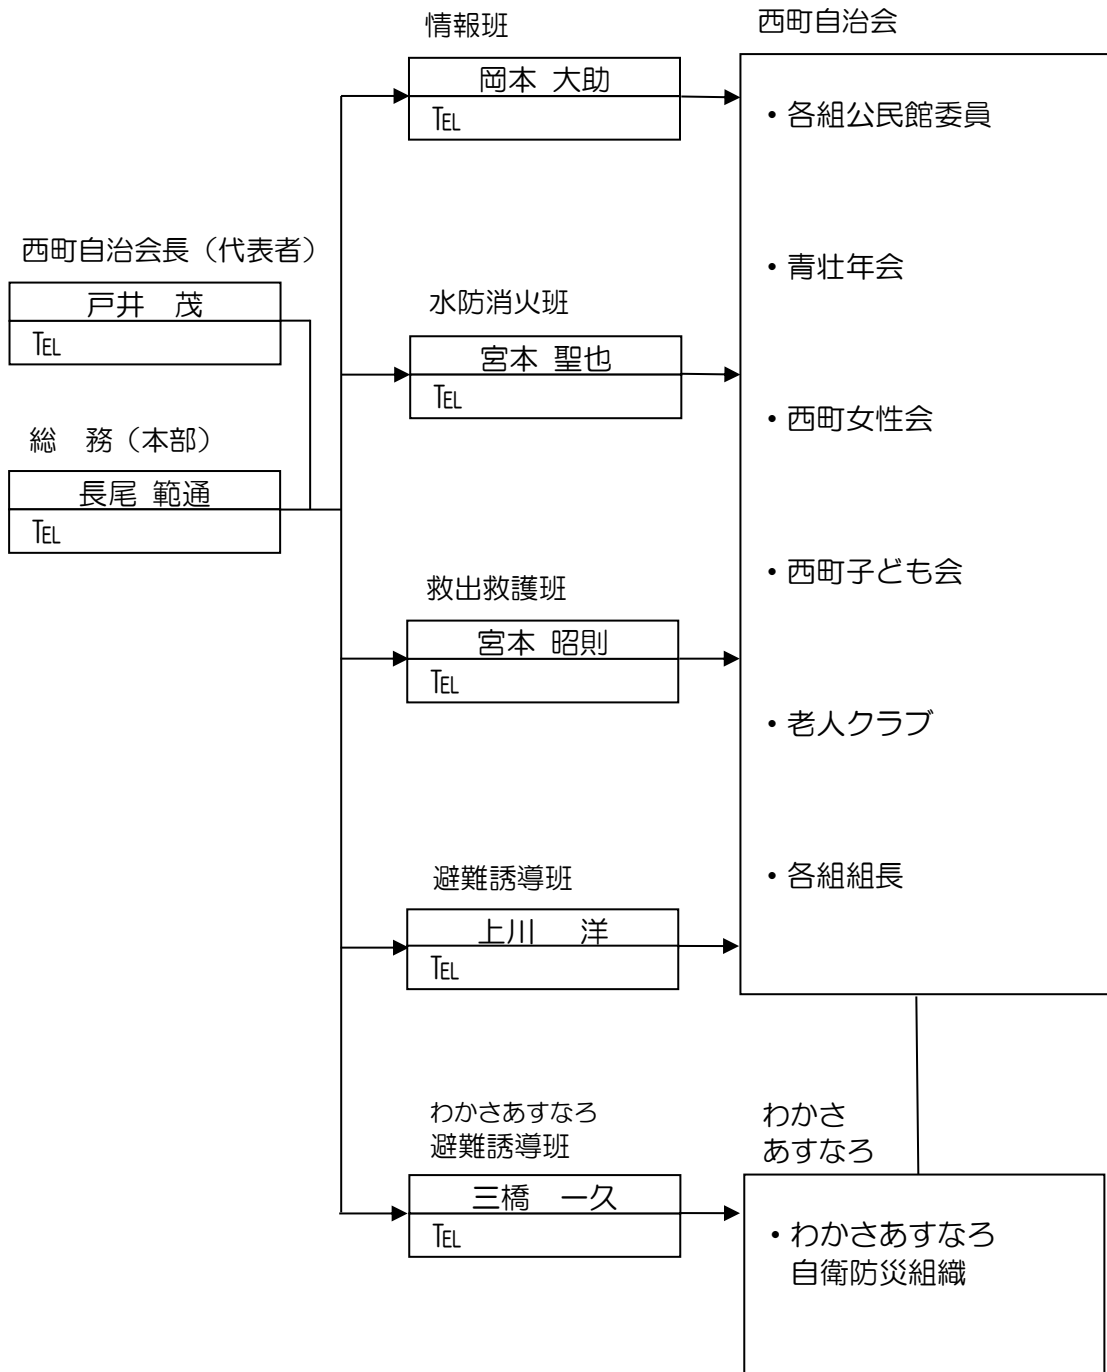 西町自治会長（代表者）
戸井　茂
TEL
総　務（本部）
長尾 範通
TEL
情報班
岡本 大助
TEL
水防消火班
宮本 聖也
TEL
救出救護班
宮本 昭則
TEL
避難誘導班
上川　洋
TEL
わかさあすなろ
避難誘導班
三橋　一久
TEL
西町自治会
・各組公民館委員
・青壮年会
・西町女性会
・西町子ども会
・老人クラブ
・各組組長
わかさ
あすなろ
・わかさあすなろ
自衛防災組織